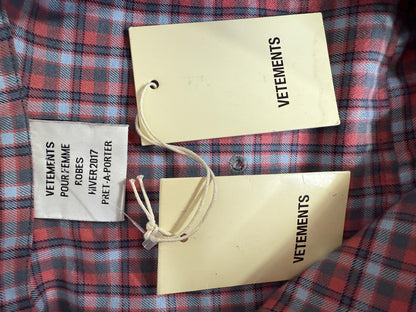 VETEMENTS
VETEMENTS
POUR FEMME
ROBES
HIVER 2017
PRET-A-PORTER
VETEMENTS